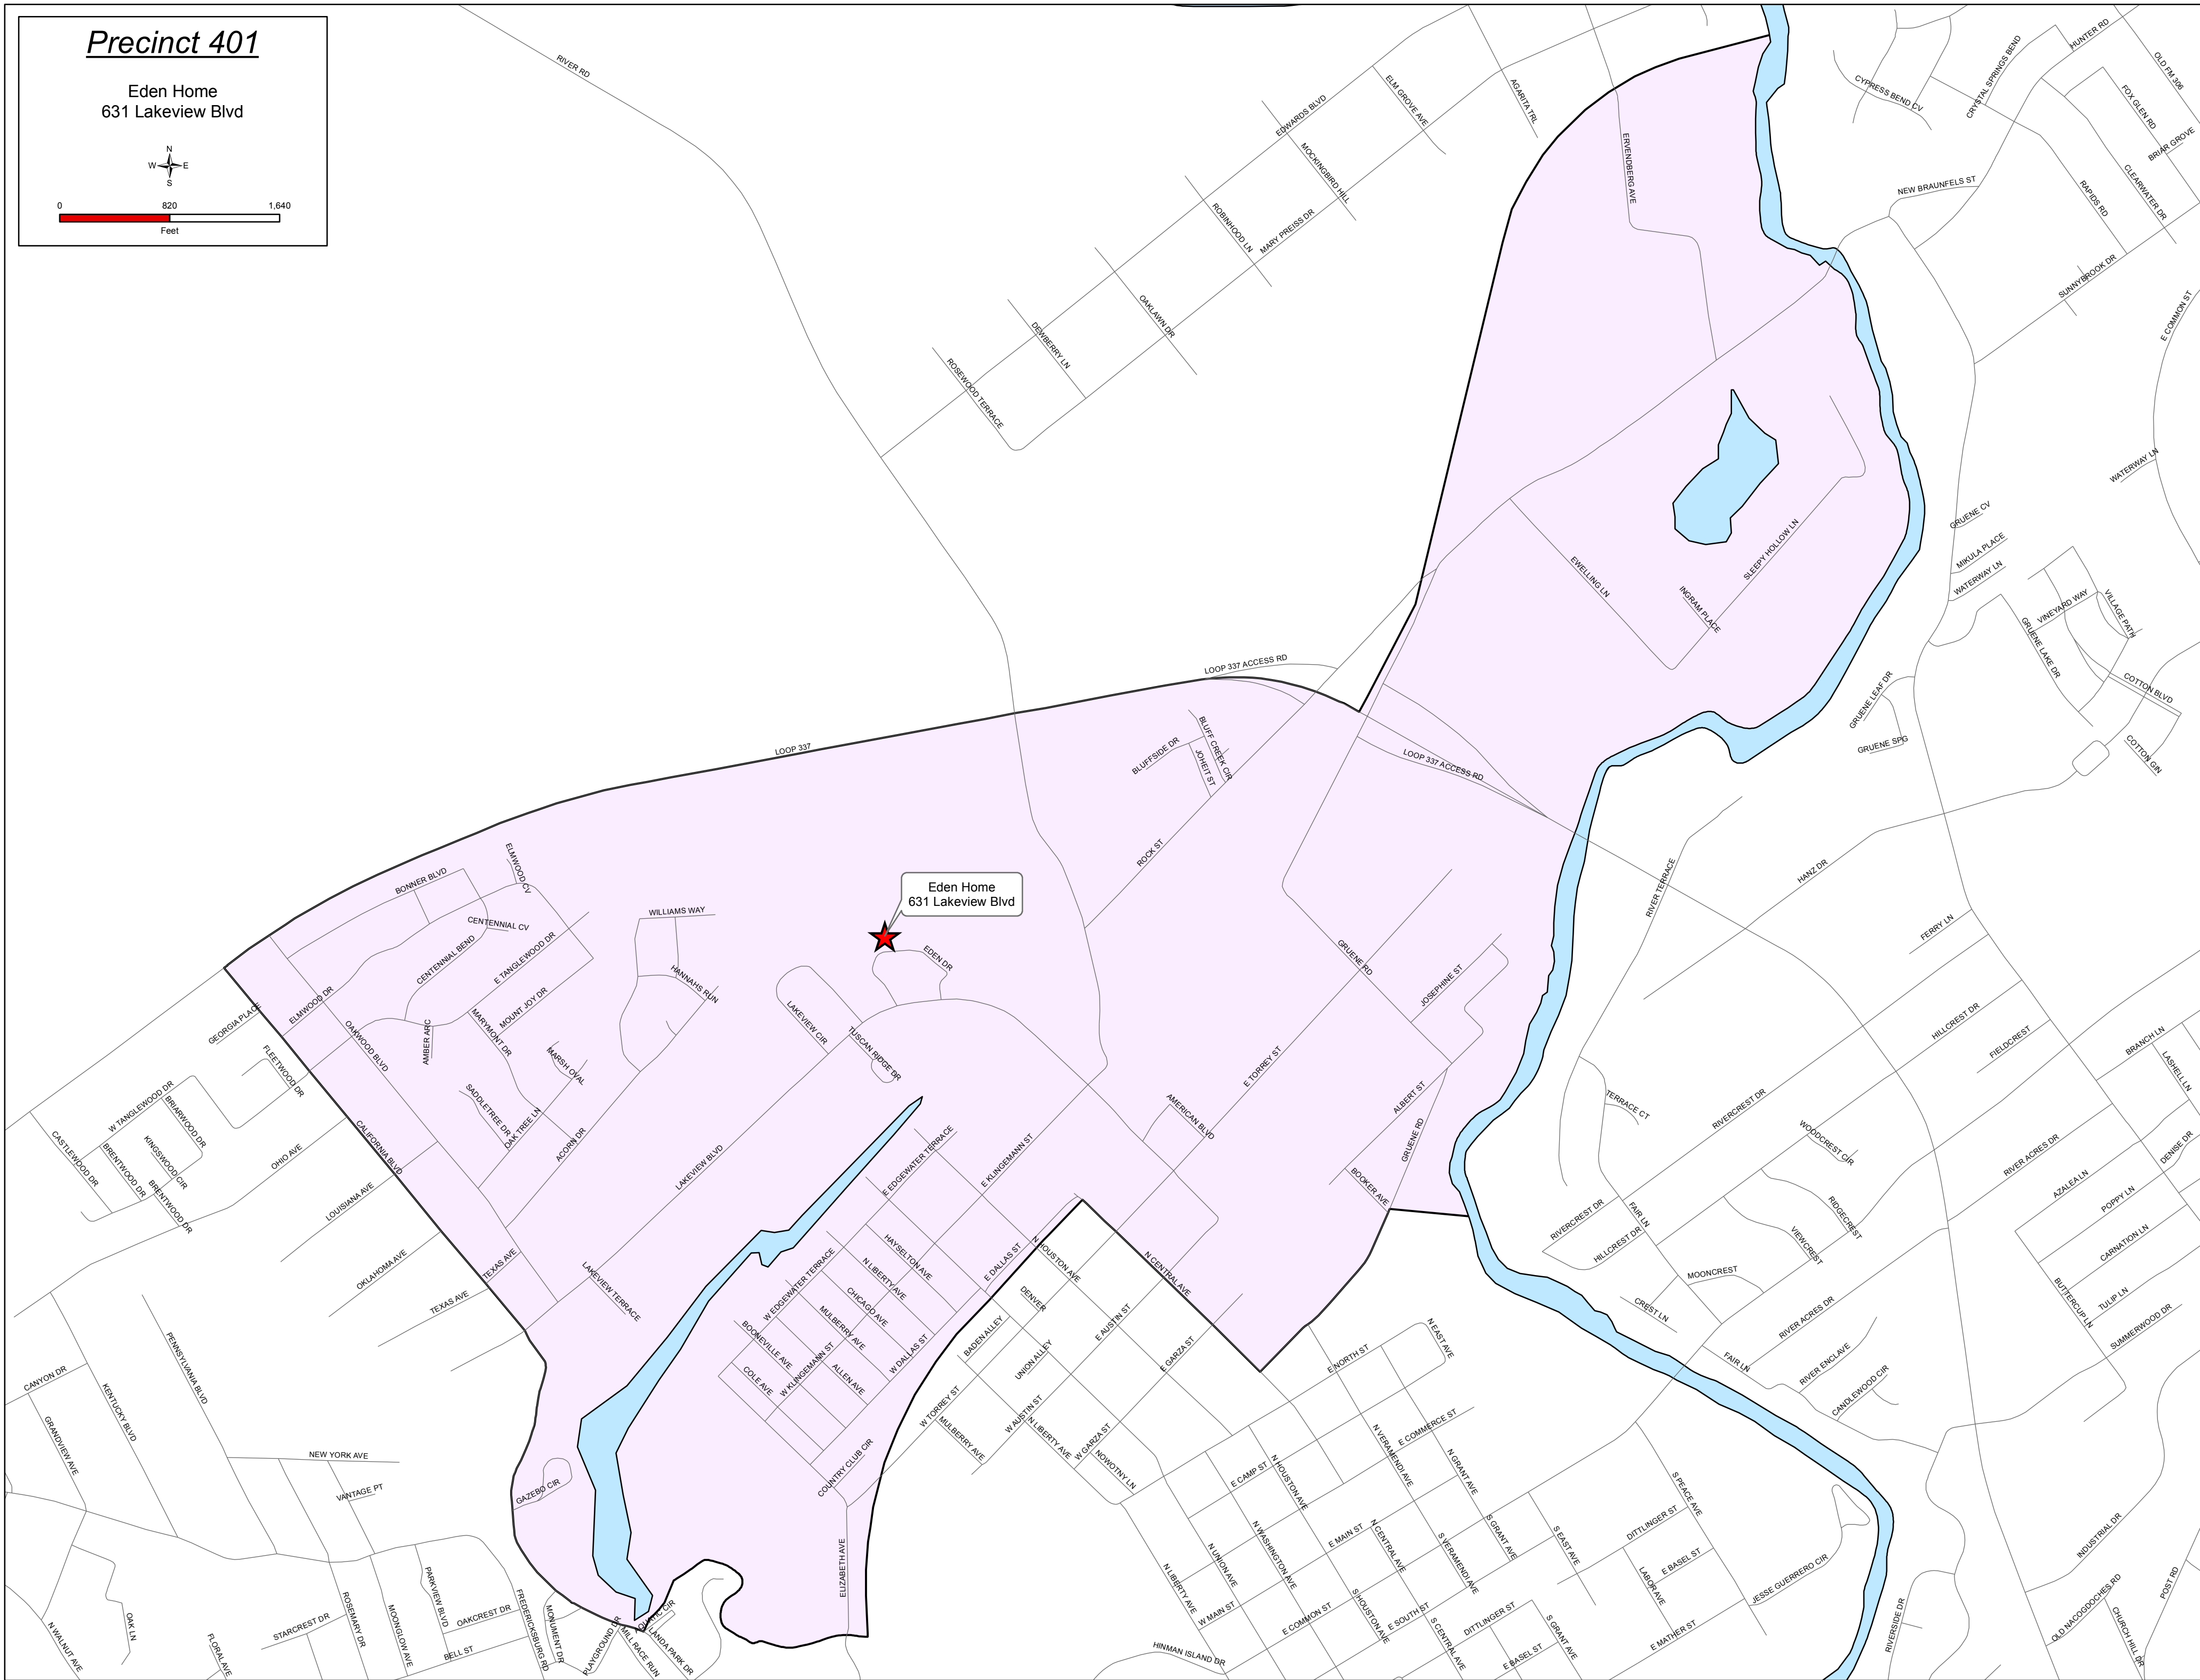 Precinct 401
Eden Home
631 Lakeview Blvd
N
W E
S
0 820 1,640
Feet
RIVER RD
EDWARDS BLVD
ELM GROVE AVE
AGARITA TRL
MOCKINGBIRD HILL
ROBINHOOD LN
MARY PREISS DR
OAKLAWN DR
DEWBERRY LN
ROSEWOOD TERRACE
ERVENDBERG AVE
CYPRESS BEND CV
CRYSTAL SPRINGS BEND
HUNTER RD
OLD FM 306
FOX GLEN RD
BRIAR GROVE
CLEARWATER DR
RAPIDS RD
NEW BRAUNFELS ST
SUNNYBROOK DR
E COMMON ST
WATERWAY LN
GRUENE CV
MIKULA PLACE
WATERWAY LN
VINEYARD WAY
VILLAGE PATH
GRUENE LAKE DR
COTTON BLVD
COTTON GIN
GRUENE LEAF DR
GRUENE SPG
EWELLING LN
INGRAM PLACE
SLEEPY HOLLOW LN
LOOP 337 ACCESS RD
LOOP 337
LOOP 337 ACCESS RD
BLUFFSIDE DR
BLUFF CREEK CIR
JOHEIT ST
ROCK ST
HANZ DR
RIVER TERRACE
FERRY LN
Eden Home
631 Lakeview Blvd
EDEN DR
BONNER BLVD
ELMWOOD CV
CENTENNIAL CV
CENTENNIAL BEND
E TANGLEWOOD DR
WILLIAMS WAY
HANNAHS RUN
MOUNT JOY DR
MARYMONT DR
ELMWOOD DR
GEORGIA PLACE
OAKWOOD BLVD
AMBER ARC
MARSH OVAL
SADDLETREE DR
OAK TREE LN
ACORN DR
LAKEVIEW CIR
TUSCAN RIDGE DR
LAKEVIEW BLVD
GRUENE RD
JOSEPHINE ST
E TORREY ST
AMERICAN BLVD
ALBERT ST
GRUENE RD
BOOKER AVE
FLEETWOOD DR
W TANGLEWOOD DR
BRIARWOOD DR
KINGSWOOD CIR
BRENTWOOD DR
BRENTWOOD DR
CASTLEWOOD DR
OHIO AVE
CALIFORNIA BLVD
LOUISIANA AVE
OKLAHOMA AVE
TEXAS AVE
TEXAS AVE
LAKEVIEW TERRACE
E EDGEWATER TERRACE
E KLINGEMANN ST
HAYSELTON AVE
N LIBERTY AVE
CHICAGO AVE
W EDGEWATER TERRACE
MULBERRY AVE
BOONEVILLE AVE
W KLINGEMANN ST
ALLEN AVE
COLE AVE
W DALLAS ST
E DALLAS ST
N HOUSTON AVE
N CENTRAL AVE
DENVER
BADEN ALLEY
UNION ALLEY
E AUSTIN ST
E GARZA ST
W TORREY ST
MULBERRY AVE
W AUSTIN ST
N LIBERTY AVE
W GARZA ST
NOWOTNY LN
COUNTRY CLUB CIR
ELIZABETH AVE
GAZEBO CIR
CANYON DR
GRANDVIEW AVE
KENTUCKY BLVD
PENNSYLVANIA BLVD
NEW YORK AVE
VANTAGE PT
N WALNUT AVE
OAK LN
FLORAL AVE
STARCREST DR
ROSEMARY DR
MOONGLOW AVE
PARKVIEW BLVD
OAKCREST DR
BELL ST
FREDERICKSBURG RD
MONUMENT DR
PLAYGROUND DR
MILL RACE RUN
AQUATIC CIR
LANDA PARK DR
HINMAN ISLAND DR
E NORTH ST
N EAST AVE
E CAMP ST
N HOUSTON AVE
N VERAMENDI AVE
E COMMERCE ST
N GRANT AVE
N WASHINGTON AVE
N UNION AVE
N LIBERTY AVE
E MAIN ST
W MAIN ST
N CENTRAL AVE
S VERAMENDI AVE
S GRANT AVE
S EAST AVE
S HOUSTON AVE
E COMMON ST
E SOUTH ST
S CENTRAL AVE
DITTLINGER ST
E BASEL ST
S GRANT AVE
S PEACE AVE
DITTLINGER ST
E BASEL ST
LABOR AVE
E MATHER ST
JESSE GUERRERO CIR
TERRACE CT
RIVERCREST DR
RIVERCREST DR
HILLCREST DR
HILLCREST DR
FIELDCREST
BRANCH LN
LASHELL LN
WOODCREST CIR
RIDGECREST
VIEWCREST
FAIR LN
MOONCREST
CREST LN
RIVER ACRES DR
RIVER ACRES DR
DENISE DR
AZALEA LN
POPPY LN
CARNATION LN
TULIP LN
BUTTERCUP LN
SUMMERWOOD DR
FAIR LN
RIVER ENCLAVE
CANDLEWOOD CIR
INDUSTRIAL DR
OLD NACOGDOCHES RD
CHURCH HILL DR
POST RD
RIVERSIDE DR